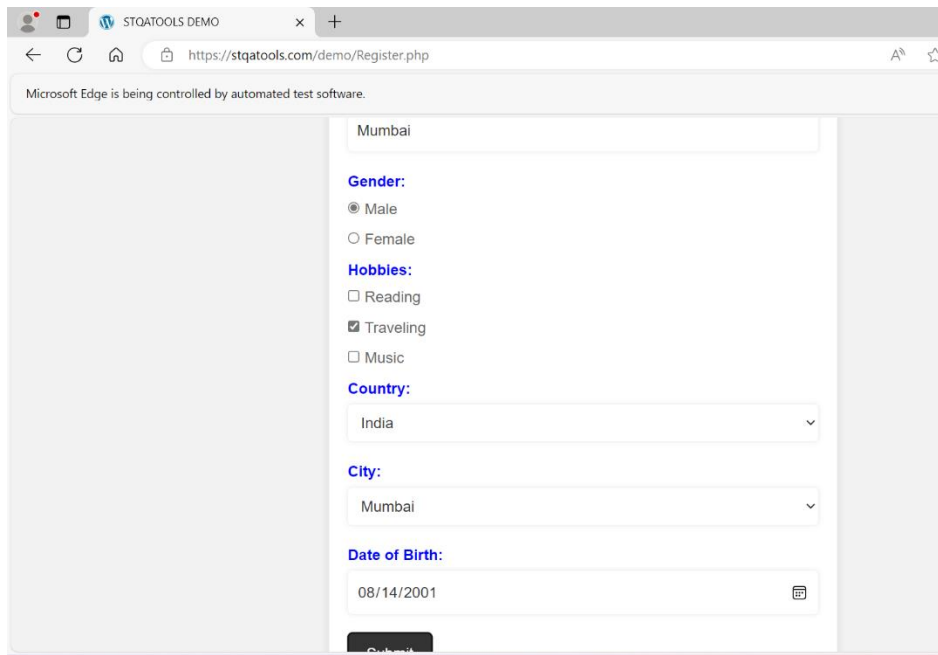 STQATOOLS DEMO
https://stqatools.com/demo/Register.php
Microsoft Edge is being controlled by automated test software.
Mumbai
Gender:
Male
Female
Hobbies:
Reading
Traveling
Music
Country:
India
City:
Mumbai
Date of Birth:
08/14/2001
Submit